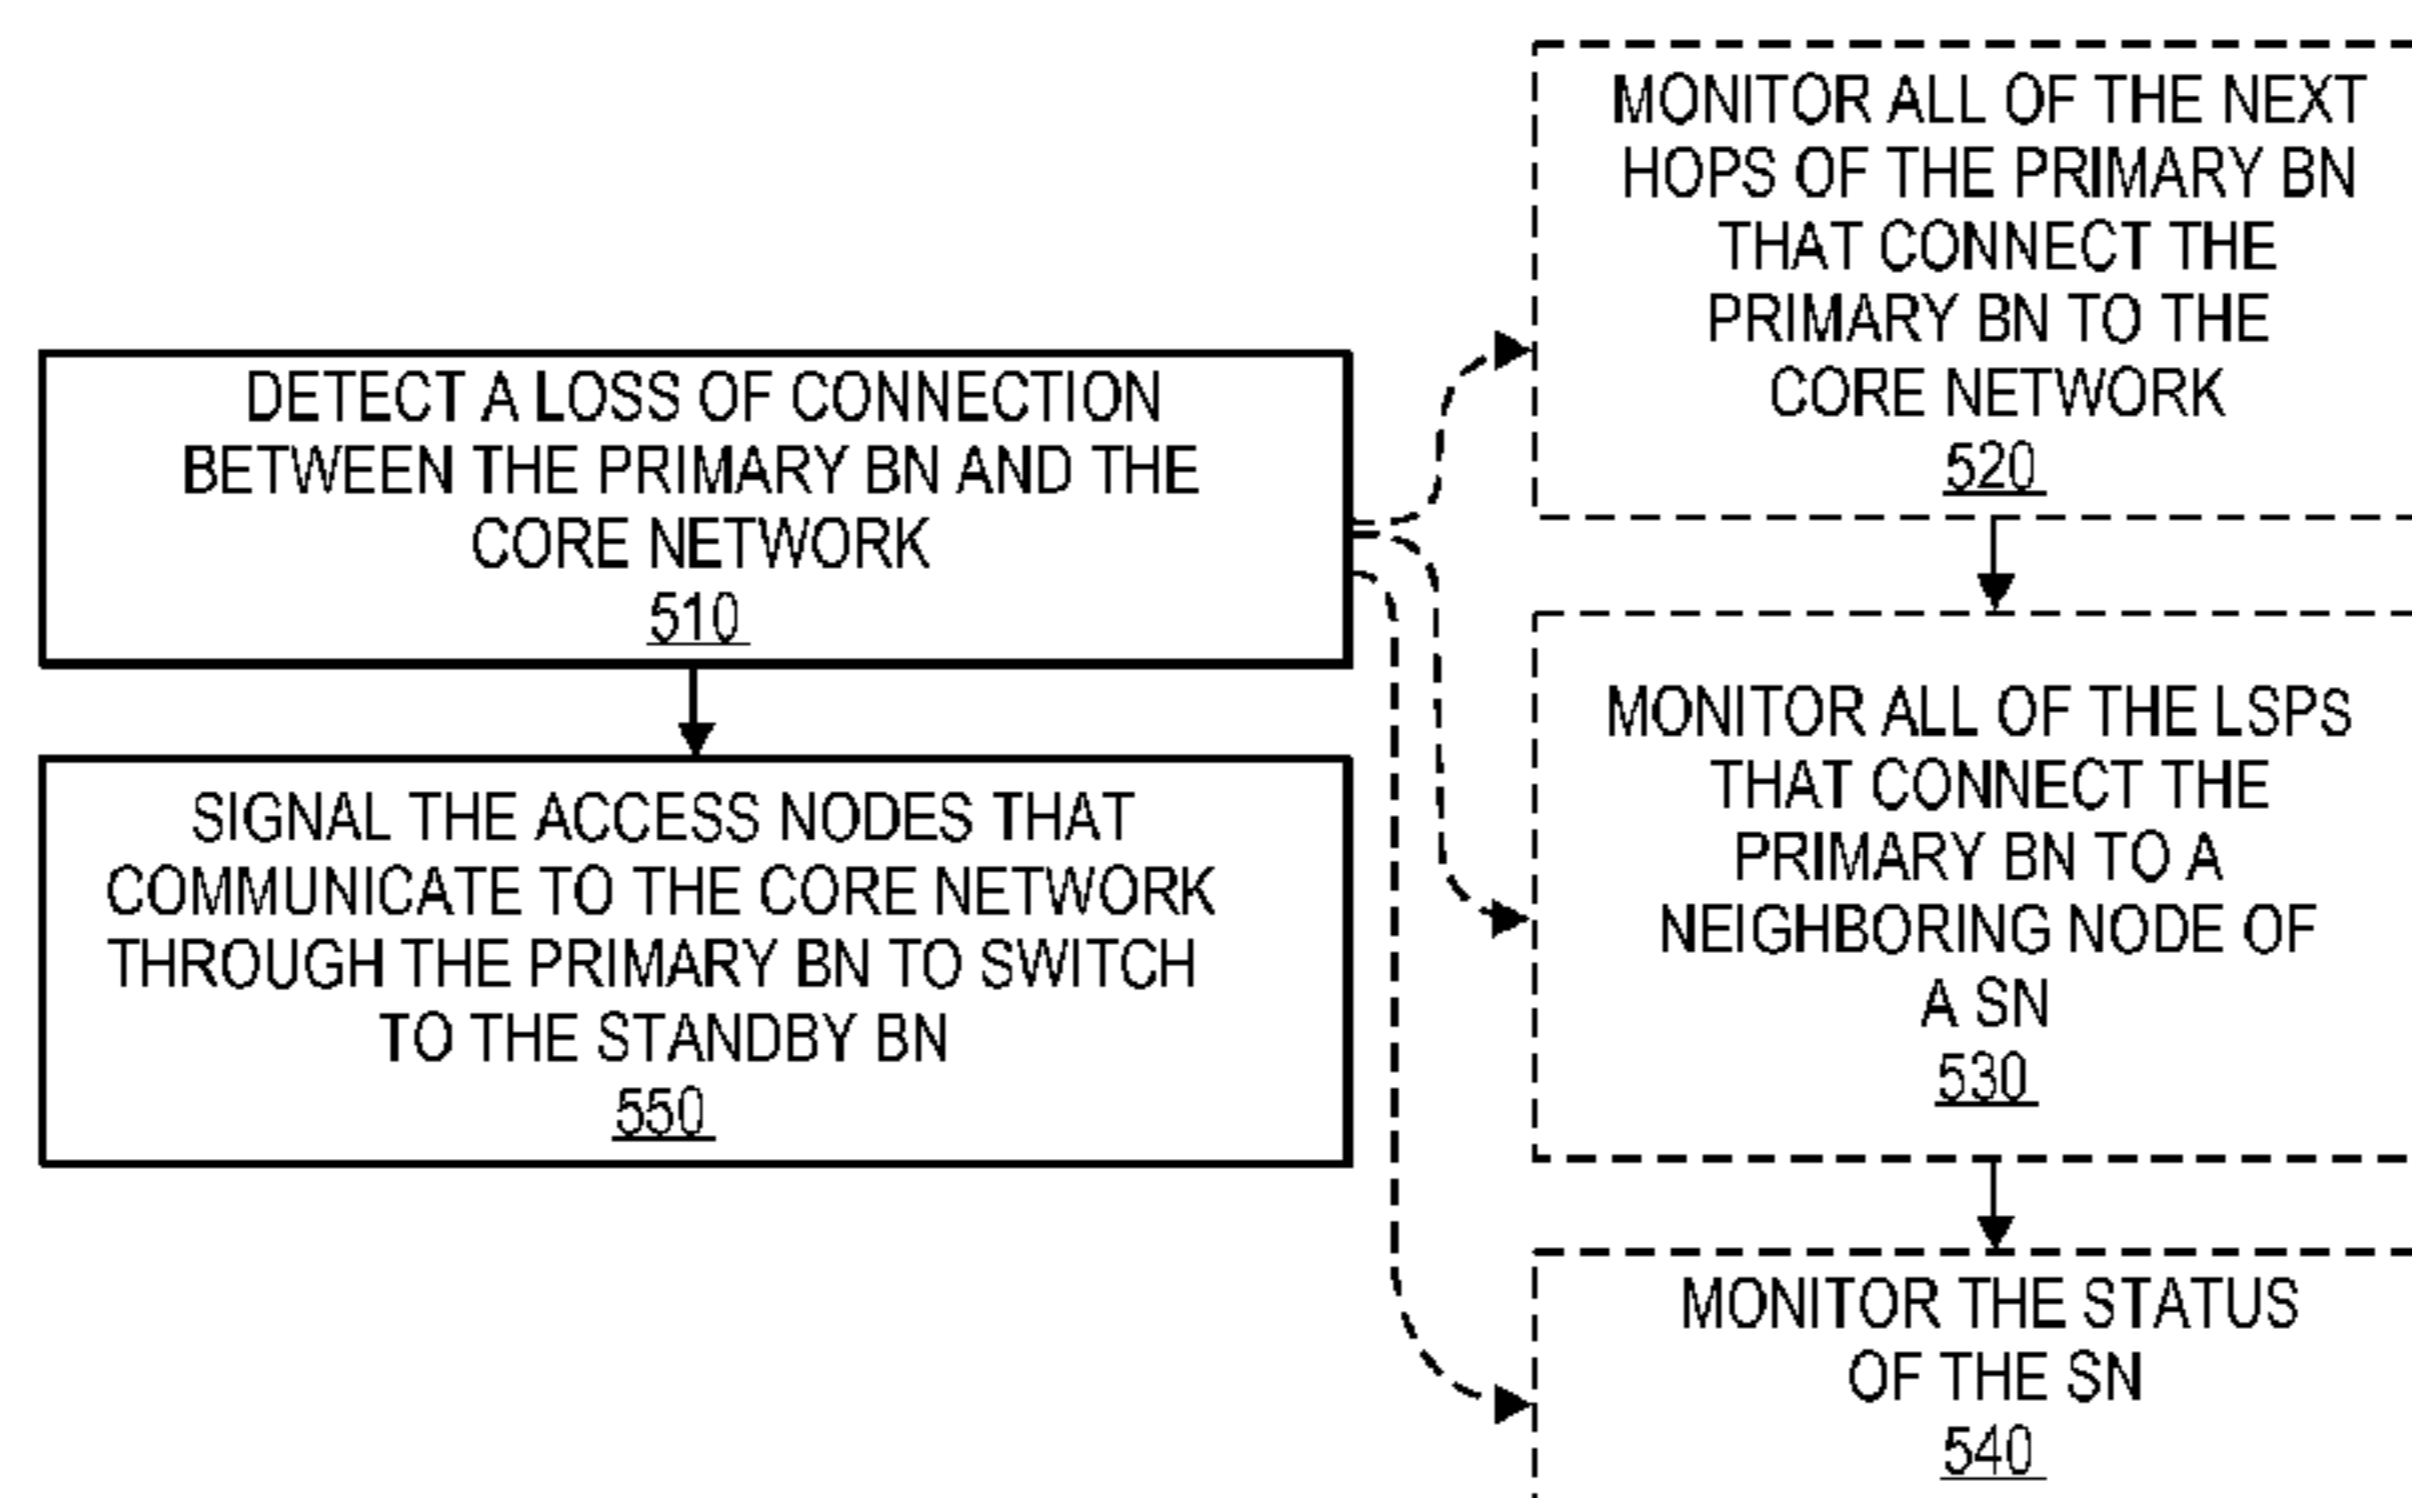 DETECT A LOSS OF CONNECTION
BETWEEN THE PRIMARY BN AND THE
CORE NETWORK
510
SIGNAL THE ACCESS NODES THAT
COMMUNICATE TO THE CORE NETWORK
THROUGH THE PRIMARY BN TO SWITCH
TO THE STANDBY BN
550
MONITOR ALL OF THE NEXT
HOPS OF THE PRIMARY BN
THAT CONNECT THE
PRIMARY BN TO THE
CORE NETWORK
520
MONITOR ALL OF THE LSPS
THAT CONNECT THE
PRIMARY BN TO A
NEIGHBORING NODE OF
A SN
530
MONITOR THE STATUS
OF THE SN
540